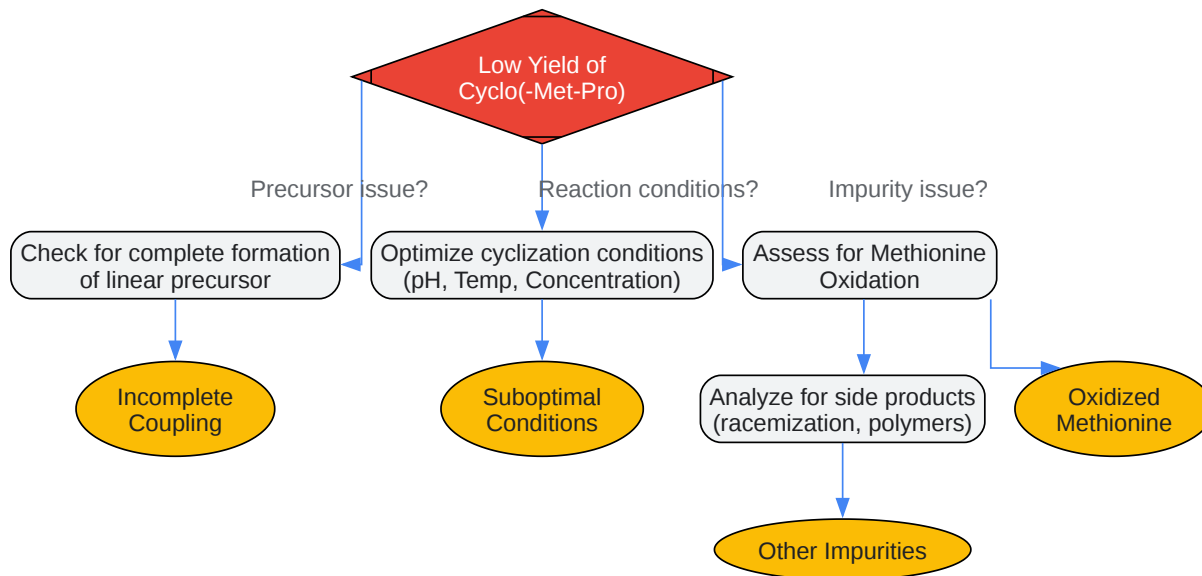 Low Yield of
Cyclo(-Met-Pro)
Precursor issue?
Reaction conditions?
Impurity issue?
Check for complete formation
of linear precursor
Optimize cyclization conditions
(pH, Temp, Concentration)
Assess for Methionine
Oxidation
Incomplete
Coupling
Suboptimal
Conditions
Analyze for side products
(racemization, polymers)
Oxidized
Methionine
Other Impurities